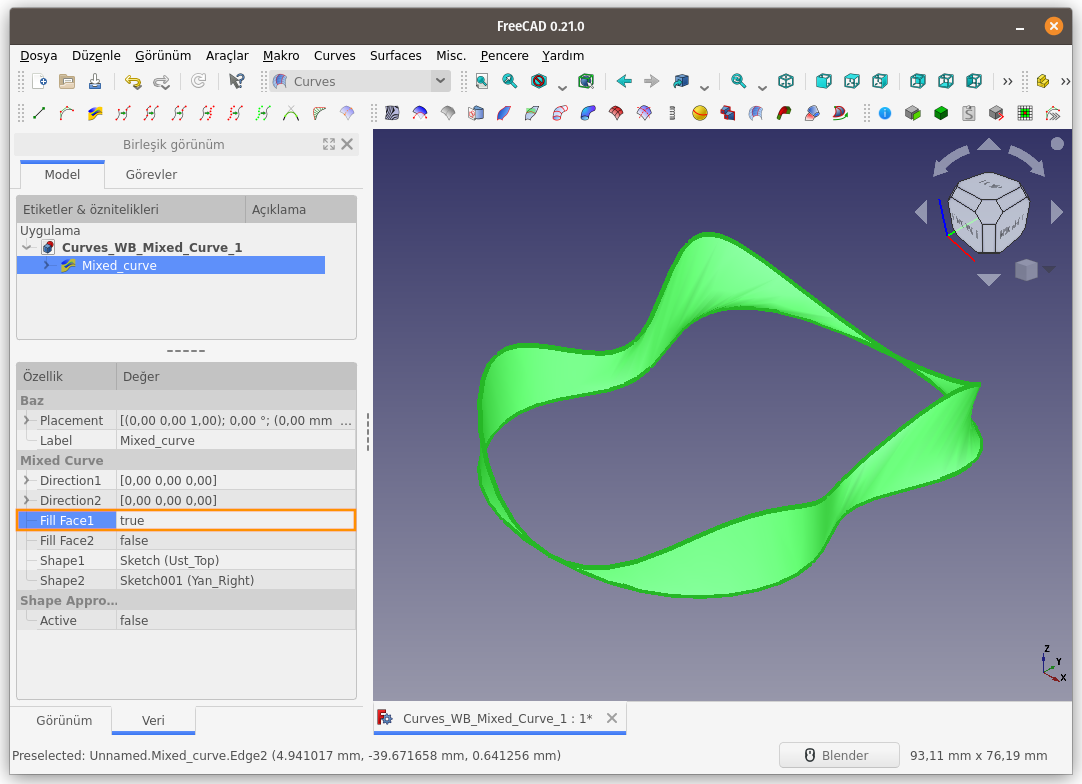 FreeCAD 0.21.0
Dosya Düzenle Görünüm Araçlar Makro Curves Surfaces Misc. Pencere Yardım
Curves
Birleşik görünüm
Model Görevler
Etiketler & öznitelikleri Açıklama
Uygulama
Curves_WB_Mixed_Curve_1
Mixed_curve
Özellik Değer
Baz
Placement [(0,00 0,00 1,00); 0,00 °; (0,00 mm ...
Label Mixed_curve
Mixed Curve
Direction1 [0,00 0,00 0,00]
Direction2 [0,00 0,00 0,00]
Fill Face1 true
Fill Face2 false
Shape1 Sketch (Ust_Top)
Shape2 Sketch001 (Yan_Right)
Shape Appro...
Active false
Z
Y
X
Görünüm Veri
Curves_WB_Mixed_Curve_1 : 1*
Preselected: Unnamed.Mixed_curve.Edge2 (4.941017 mm, -39.671658 mm, 0.641256 mm) Blender 93,11 mm x 76,19 mm